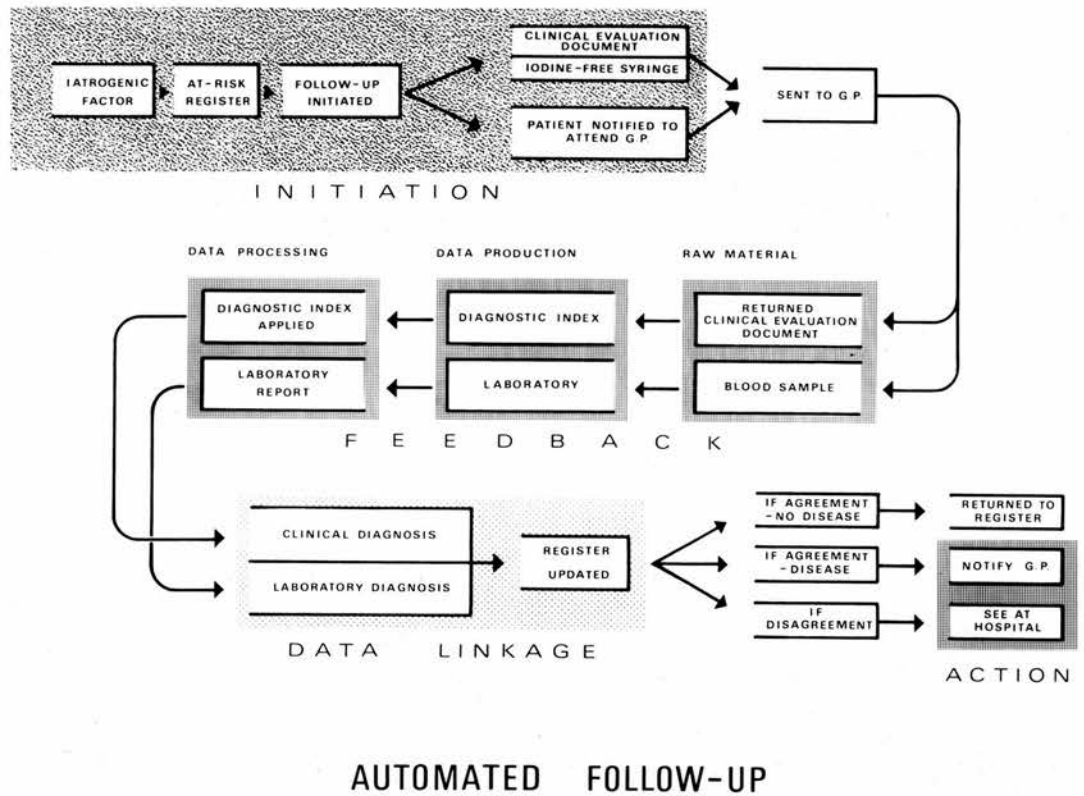 CLINICAL EVALUATION
DOCUMENT
IODINE-FREE SYRINGE
IATROGENIC
FACTOR
AT-RISK
REGISTER
FOLLOW-UP
INITIATED
SENT TO G.P.
PATIENT NOTIFIED TO
ATTEND G.P.
INITIATION
DATA PROCESSING
DATA PRODUCTION
RAW MATERIAL
DIAGNOSTIC INDEX
APPLIED
DIAGNOSTIC INDEX
RETURNED
CLINICAL EVALUATION
DOCUMENT
LABORATORY
REPORT
LABORATORY
BLOOD SAMPLE
FEEDBACK
CLINICAL DIAGNOSIS
LABORATORY DIAGNOSIS
REGISTER
UPDATED
IF AGREEMENT
-NO DISEASE
RETURNED TO
REGISTER
IF AGREEMENT
-DISEASE
NOTIFY G.P.
IF
DISAGREEMENT
SEE AT
HOSPITAL
DATA LINKAGE
ACTION
AUTOMATED FOLLOW-UP